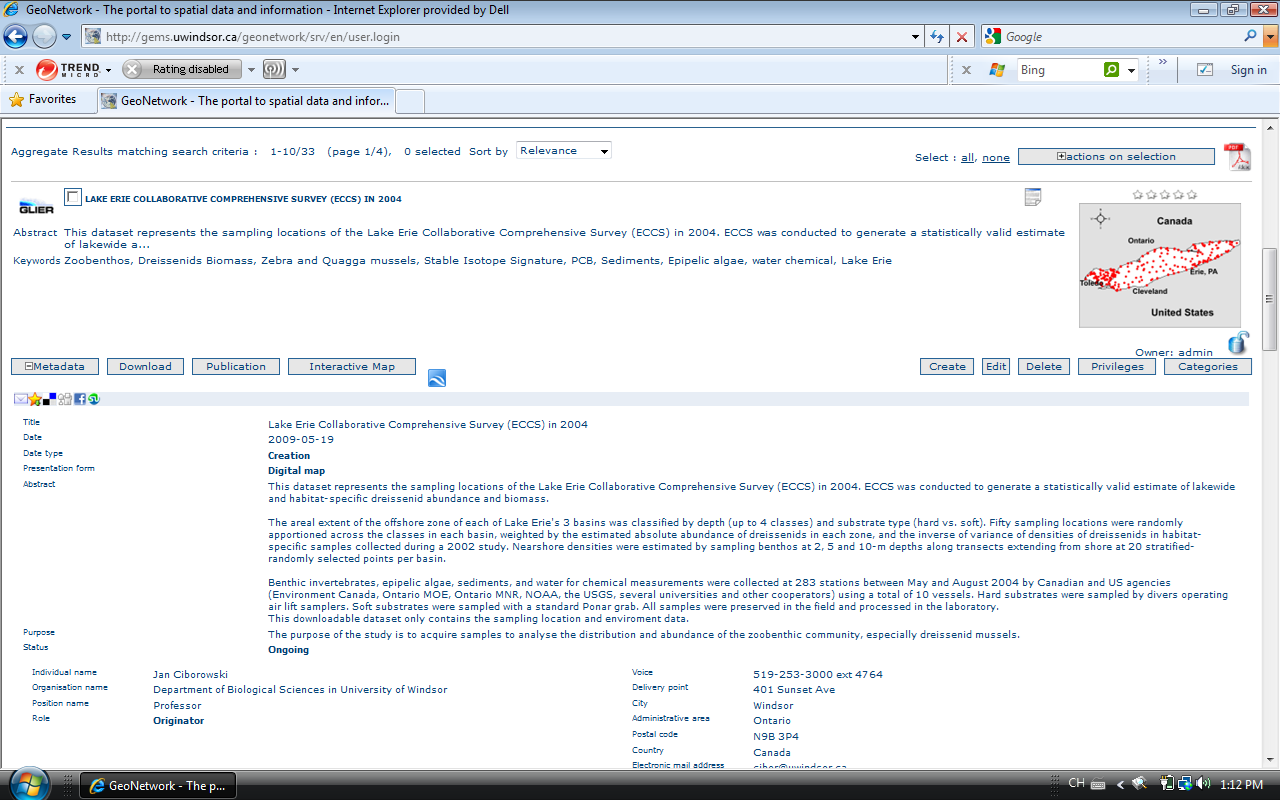 GeoNetwork - The portal to spatial data and information - Internet Explorer provided by Dell
http://gems.uwindsor.ca/geonetwork/srv/en/user.login
Google
TREND MICRO
Rating disabled
Bing
Sign in
Favorites
GeoNetwork - The portal to spatial data and infor...
Aggregate Results matching search criteria : 1-10/33 (page 1/4), 0 selected Sort by Relevance
Select : all, none
actions on selection
PDF
GLIER
LAKE ERIE COLLABORATIVE COMPREHENSIVE SURVEY (ECCS) IN 2004
Abstract This dataset represents the sampling locations of the Lake Erie Collaborative Comprehensive Survey (ECCS) in 2004. ECCS was conducted to generate a statistically valid estimate
of lakewide a...
Keywords Zoobenthos, Dreissenids Biomass, Zebra and Quagga mussels, Stable Isotope Signature, PCB, Sediments, Epipelic algae, water chemical, Lake Erie
Canada
Ontario
Erie, PA
Toledo
Cleveland
United States
Owner: admin
Metadata Download Publication Interactive Map Create Edit Delete Privileges Categories
Title Lake Erie Collaborative Comprehensive Survey (ECCS) in 2004
Date 2009-05-19
Date type Creation
Presentation form Digital map
Abstract This dataset represents the sampling locations of the Lake Erie Collaborative Comprehensive Survey (ECCS) in 2004. ECCS was conducted to generate a statistically valid estimate of lakewide
and habitat-specific dreissenid abundance and biomass.
The areal extent of the offshore zone of each of Lake Erie's 3 basins was classified by depth (up to 4 classes) and substrate type (hard vs. soft). Fifty sampling locations were randomly
apportioned across the classes in each basin, weighted by the estimated absolute abundance of dreissenids in each zone, and the inverse of variance of densities of dreissenids in habitat-
specific samples collected during a 2002 study. Nearshore densities were estimated by sampling benthos at 2, 5 and 10-m depths along transects extending from shore at 20 stratified-
randomly selected points per basin.
Benthic invertebrates, epipelic algae, sediments, and water for chemical measurements were collected at 283 stations between May and August 2004 by Canadian and US agencies
(Environment Canada, Ontario MOE, Ontario MNR, NOAA, the USGS, several universities and other cooperators) using a total of 10 vessels. Hard substrates were sampled by divers operating
air lift samplers. Soft substrates were sampled with a standard Ponar grab. All samples were preserved in the field and processed in the laboratory.
This downloadable dataset only contains the sampling location and enviroment data.
Purpose The purpose of the study is to acquire samples to analyse the distribution and abundance of the zoobenthic community, especially dreissenid mussels.
Status Ongoing
Individual name Jan Ciborowski
Organisation name Department of Biological Sciences in University of Windsor
Position name Professor
Role Originator
Voice 519-253-3000 ext 4764
Delivery point 401 Sunset Ave
City Windsor
Administrative area Ontario
Postal code N9B 3P4
Country Canada
Electronic mail address cibor@uwindsor.ca
GeoNetwork - The p...
CH
1:12 PM